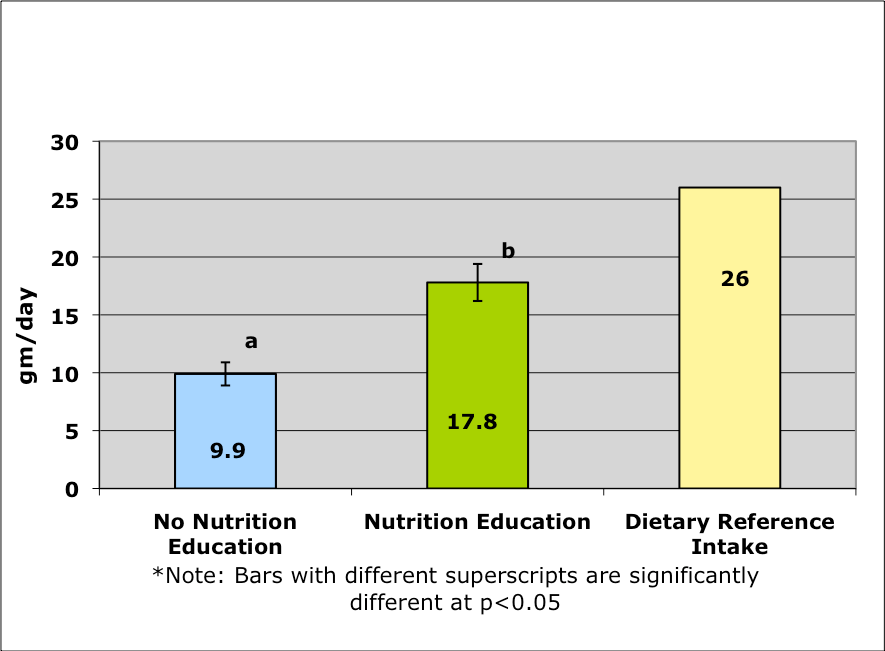 30
25
20
15
10
5
0
gm/day
a
b
9.9
17.8
26
No Nutrition
Education
Nutrition Education
Dietary Reference
Intake
*Note: Bars with different superscripts are significantly
different at p<0.05